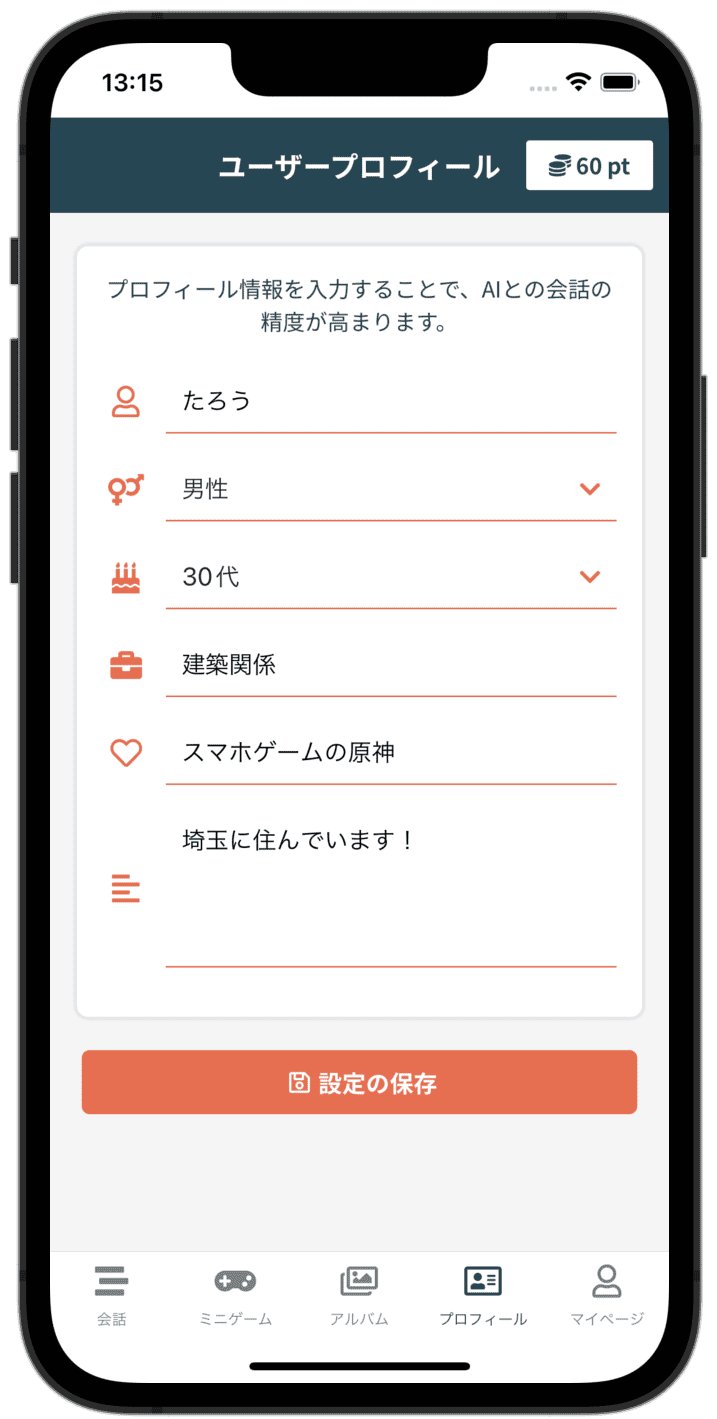 13:15
ユーザープロフィール
60 pt
プロフィール情報を入力することで、AIとの会話の
精度が高まります。
たろう
男性
30代
建築関係
スマホゲームの原神
埼玉に住んでいます！
設定の保存
会話
ミニゲーム
アルバム
プロフィール
マイページ